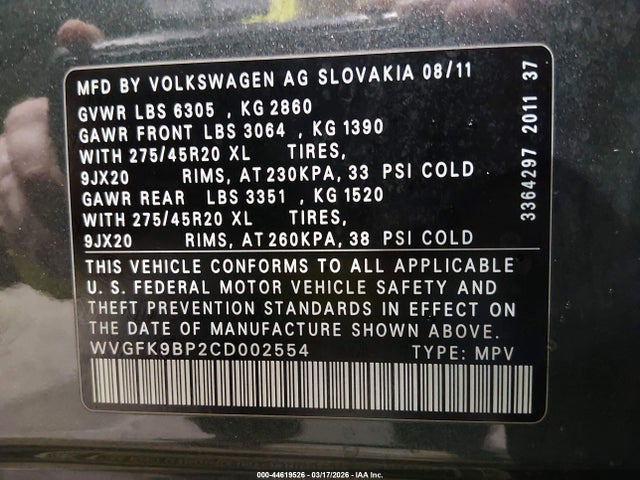 MFD BY VOLKSWAGEN AG SLOVAKIA 08/11
GVWR LBS 6305 , KG 2860
GAWR FRONT LBS 3064 , KG 1390
WITH 275/45R20 XL TIRES,
9JX20 RIMS, AT 230KPA, 33 PSI COLD
GAWR REAR LBS 3351 , KG 1520
WITH 275/45R20 XL TIRES,
9JX20 RIMS, AT 260KPA, 38 PSI COLD
3364297 2011 37
THIS VEHICLE CONFORMS TO ALL APPLICABLE
U. S. FEDERAL MOTOR VEHICLE SAFETY AND
THEFT PREVENTION STANDARDS IN EFFECT ON
THE DATE OF MANUFACTURE SHOWN ABOVE.
WVGFK9BP2CD002554 TYPE: MPV
000-44619526 - 03/17/2026 - IAA Inc.